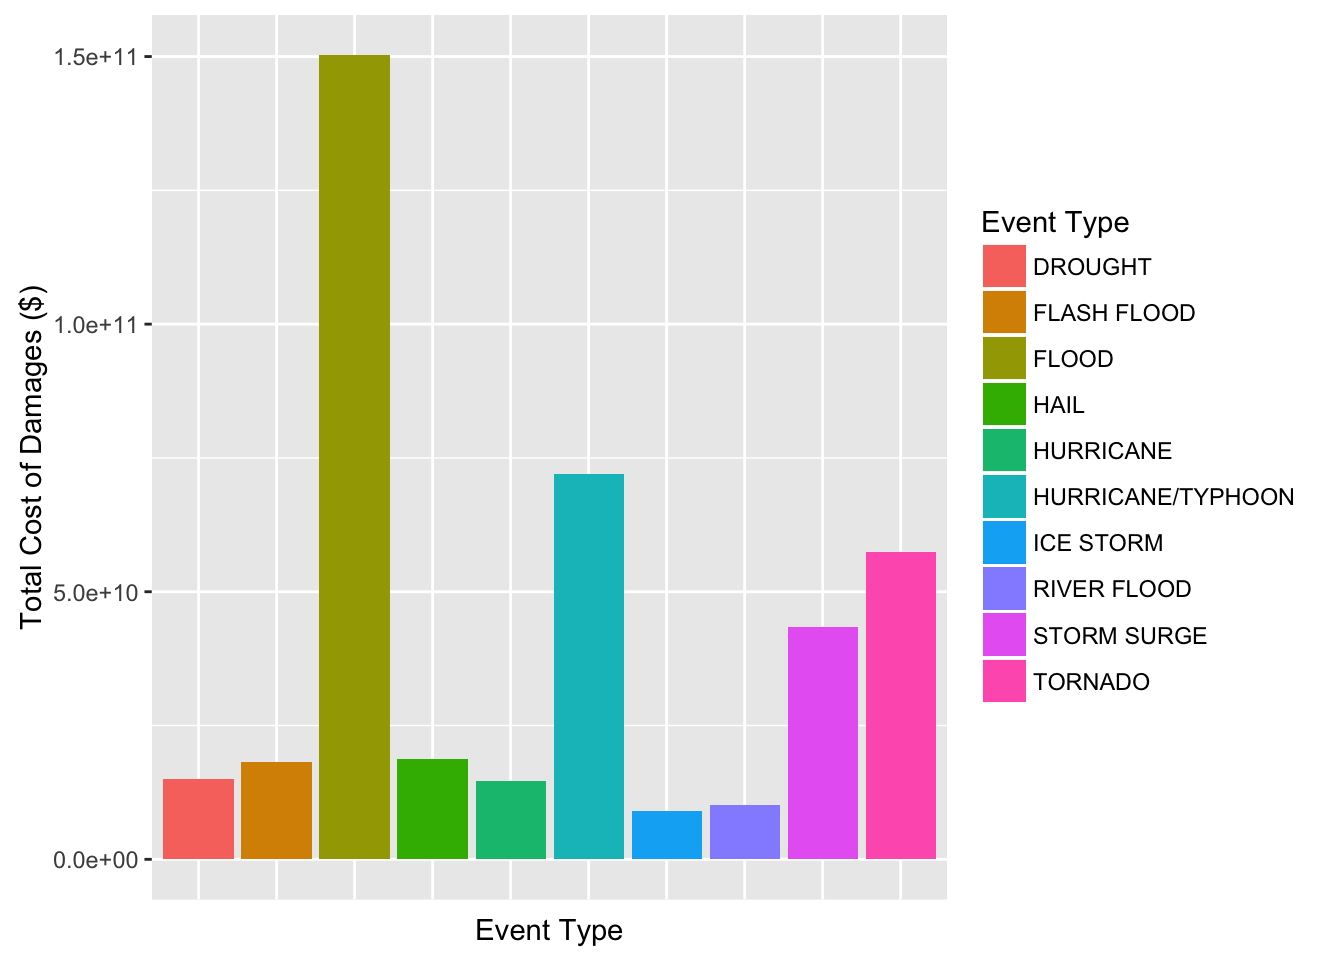 Total Cost of Damages ($)
1.5e+11
1.0e+11
5.0e+10
0.0e+00
Event Type
Event Type
DROUGHT
FLASH FLOOD
FLOOD
HAIL
HURRICANE
HURRICANE/TYPHOON
ICE STORM
RIVER FLOOD
STORM SURGE
TORNADO